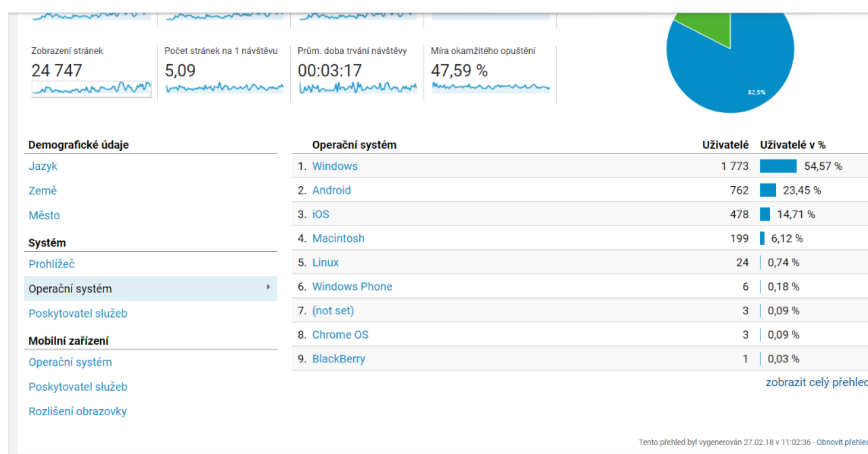 Zobrazení stránek
24 747
Počet stránek na 1 návštěvu
5,09
Prům. doba trvání návštěvy
00:03:17
Míra okamžitého opuštění
47,59 %
82,5%
Demografické údaje
Jazyk
Země
Město
Systém
Prohlížeč
Operační systém
Poskytovatel služeb
Mobilní zařízení
Operační systém
Poskytovatel služeb
Rozlišení obrazovky
Operační systém Uživatelé Uživatelé v %
1. Windows 1 773 54,57 %
2. Android 762 23,45 %
3. iOS 478 14,71 %
4. Macintosh 199 6,12 %
5. Linux 24 0,74 %
6. Windows Phone 6 0,18 %
7. (not set) 3 0,09 %
8. Chrome OS 3 0,09 %
9. BlackBerry 1 0,03 %
zobrazit celý přehled
Tento přehled byl vygenerován 27.02.18 v 11:02:36 - Obnovit přehled